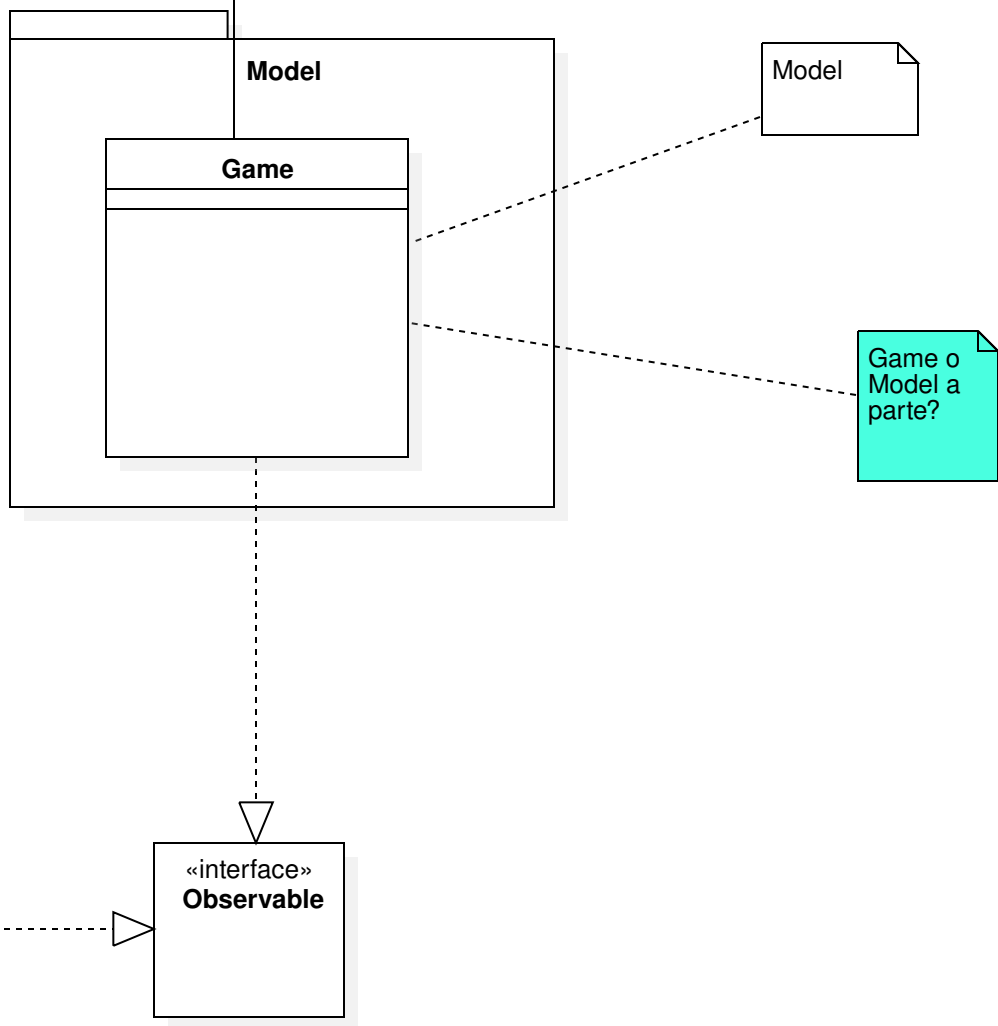 Model
Game
Model
Game o
Model a
parte?
«interface»
Observable